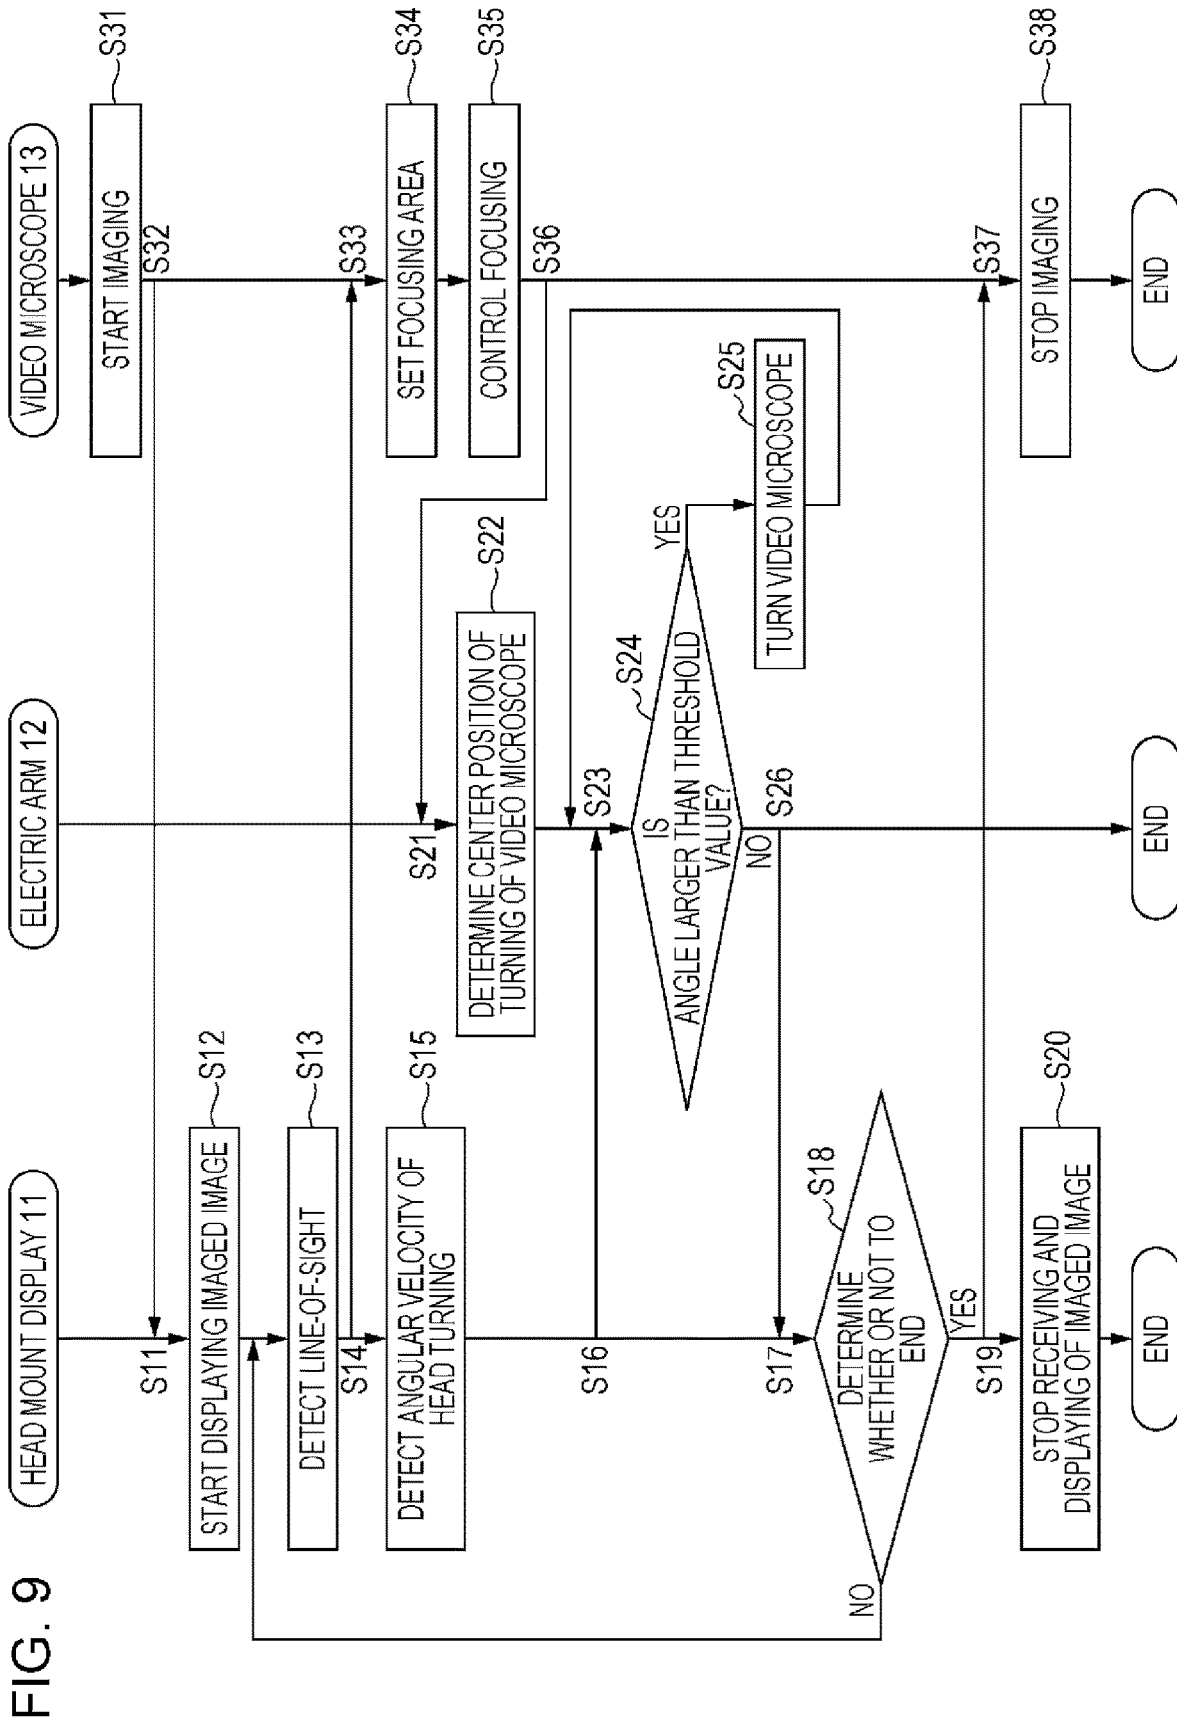 FIG. 9
HEAD MOUNT DISPLAY 11
S11
START DISPLAYING IMAGED IMAGE
S12
DETECT LINE-OF-SIGHT
S13
S14
DETECT ANGULAR VELOCITY OF
HEAD TURNING
S15
S16
S17
DETERMINE
WHETHER OR NOT TO
END
S18
NO
YES
S19
STOP RECEIVING AND
DISPLAYING OF IMAGED IMAGE
S20
END
ELECTRIC ARM 12
S21
DETERMINE CENTER POSITION OF
TURNING OF VIDEO MICROSCOPE
S22
S23
IS
ANGLE LARGER THAN THRESHOLD
VALUE?
S24
YES
TURN VIDEO MICROSCOPE
S25
NO
S26
END
VIDEO MICROSCOPE 13
START IMAGING
S31
S32
S33
SET FOCUSING AREA
S34
CONTROL FOCUSING
S35
S36
S37
STOP IMAGING
S38
END